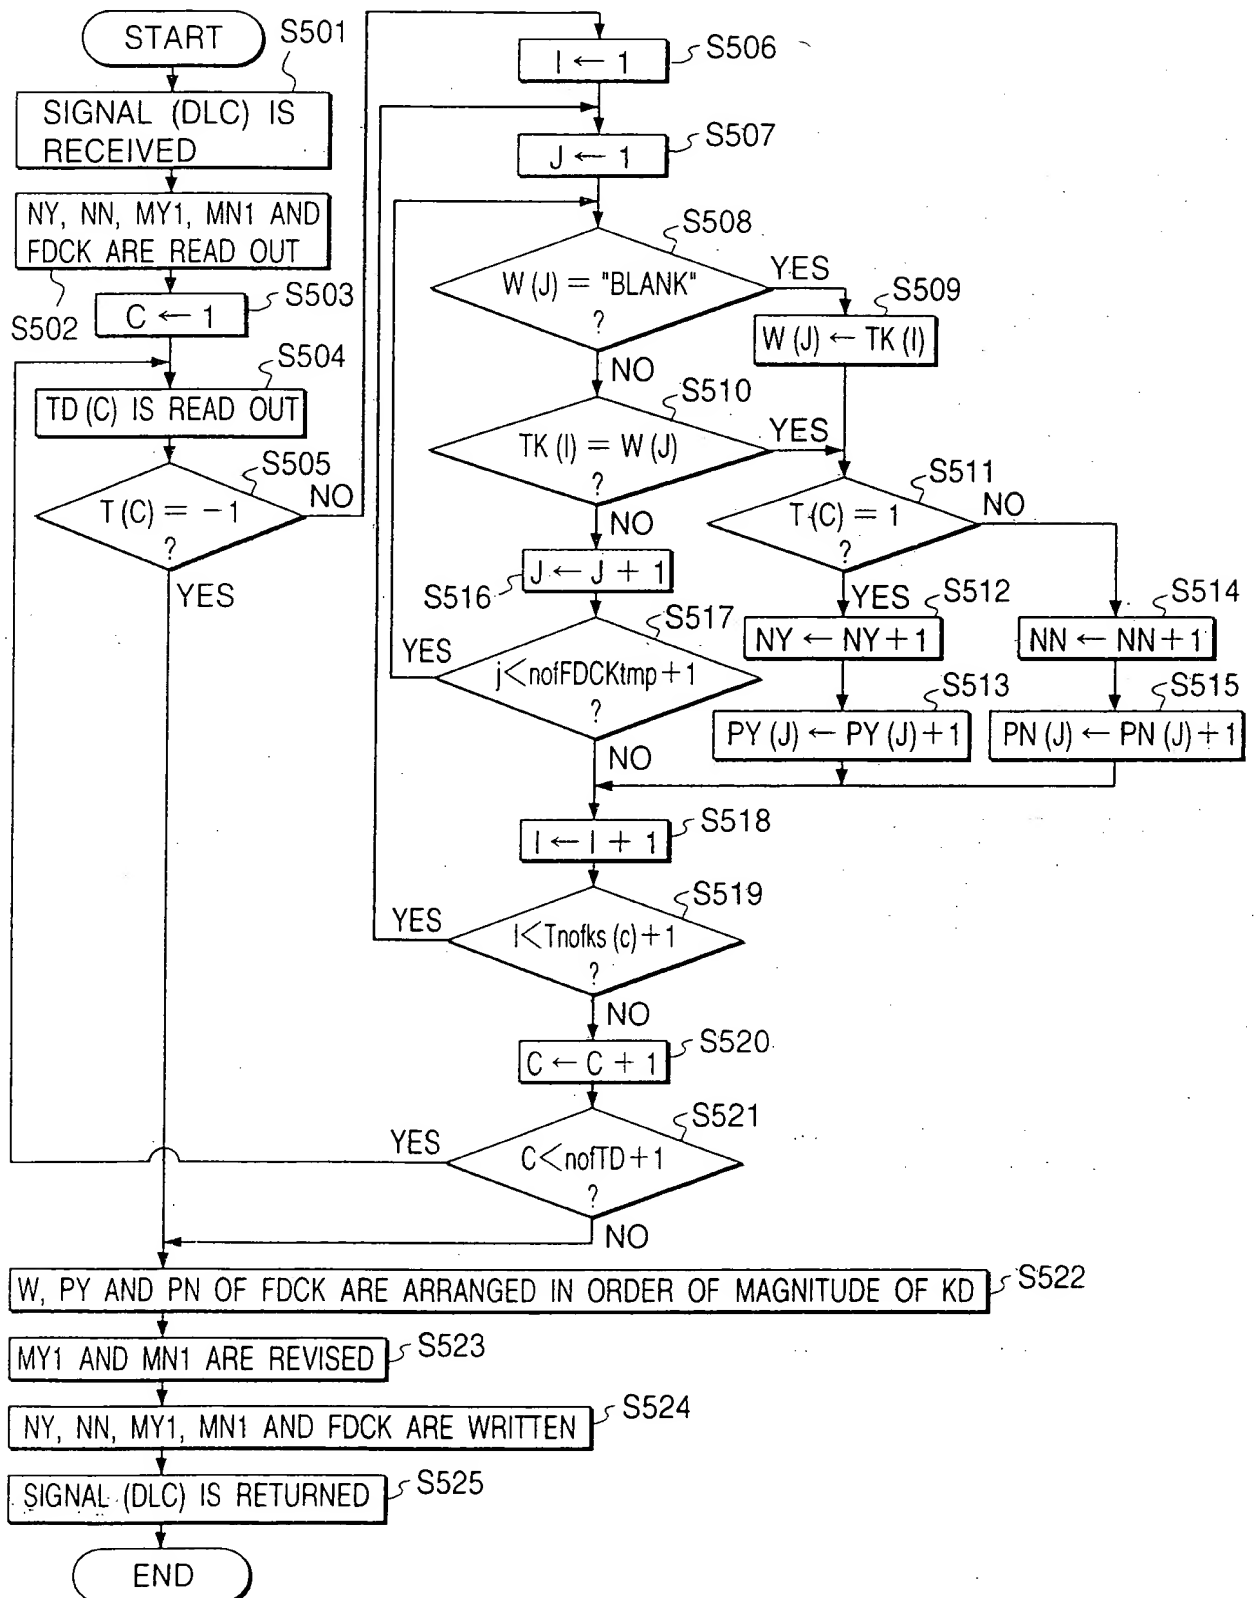 START
S501
SIGNAL (DLC) IS
RECEIVED
NY, NN, MY1, MN1 AND
FDCK ARE READ OUT
S502
S503
C ← 1
S504
TD (C) IS READ OUT
S505
T (C) = -1
?
NO
YES
S506
I ← 1
S507
J ← 1
S508
W (J) = "BLANK"
?
YES
NO
S509
W (J) ← TK (I)
S510
TK (I) = W (J)
?
YES
NO
S511
T (C) = 1
?
NO
YES
S512
NY ← NY + 1
S513
PY (J) ← PY (J) + 1
S514
NN ← NN + 1
S515
PN (J) ← PN (J) + 1
S516
J ← J + 1
S517
j<nofFDCKtmp+1
?
YES
NO
S518
I ← I + 1
S519
I<Tnofks (c) +1
?
YES
NO
S520
C ← C + 1
S521
C<nofTD+1
?
YES
NO
W, PY AND PN OF FDCK ARE ARRANGED IN ORDER OF MAGNITUDE OF KD
S522
MY1 AND MN1 ARE REVISED
S523
NY, NN, MY1, MN1 AND FDCK ARE WRITTEN
S524
SIGNAL (DLC) IS RETURNED
S525
END